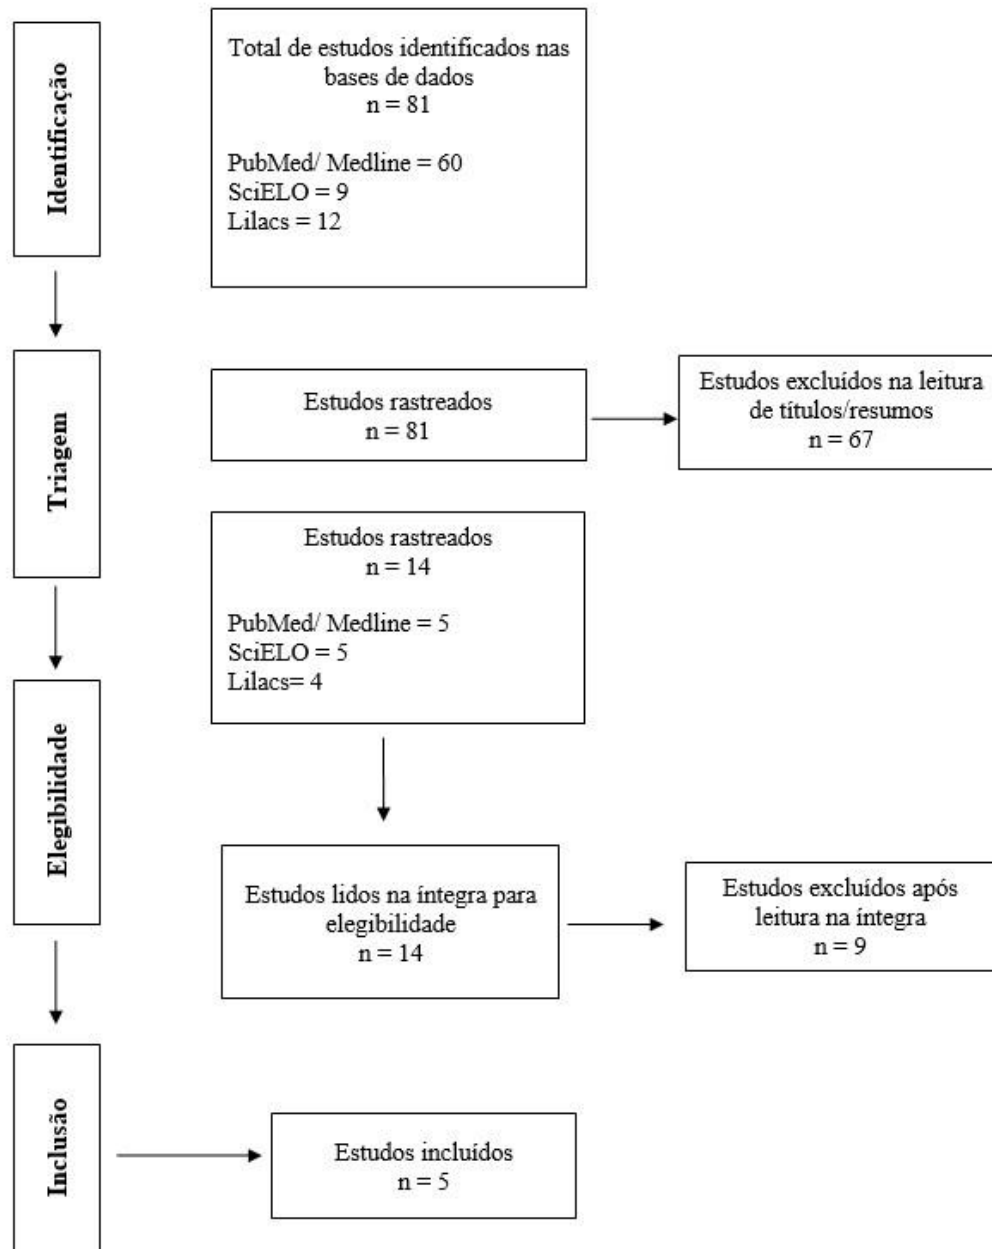 Identificação
Total de estudos identificados nas
bases de dados
n = 81
PubMed/ Medline = 60
SciELO = 9
Lilacs = 12
Triagem
Estudos rastreados
n = 81
Estudos excluídos na leitura
de títulos/resumos
n = 67
Estudos rastreados
n = 14
PubMed/ Medline = 5
SciELO = 5
Lilacs= 4
Elegibilidade
Estudos lidos na íntegra para
elegibilidade
n = 14
Estudos excluídos após
leitura na íntegra
n = 9
Inclusão
Estudos incluídos
n = 5